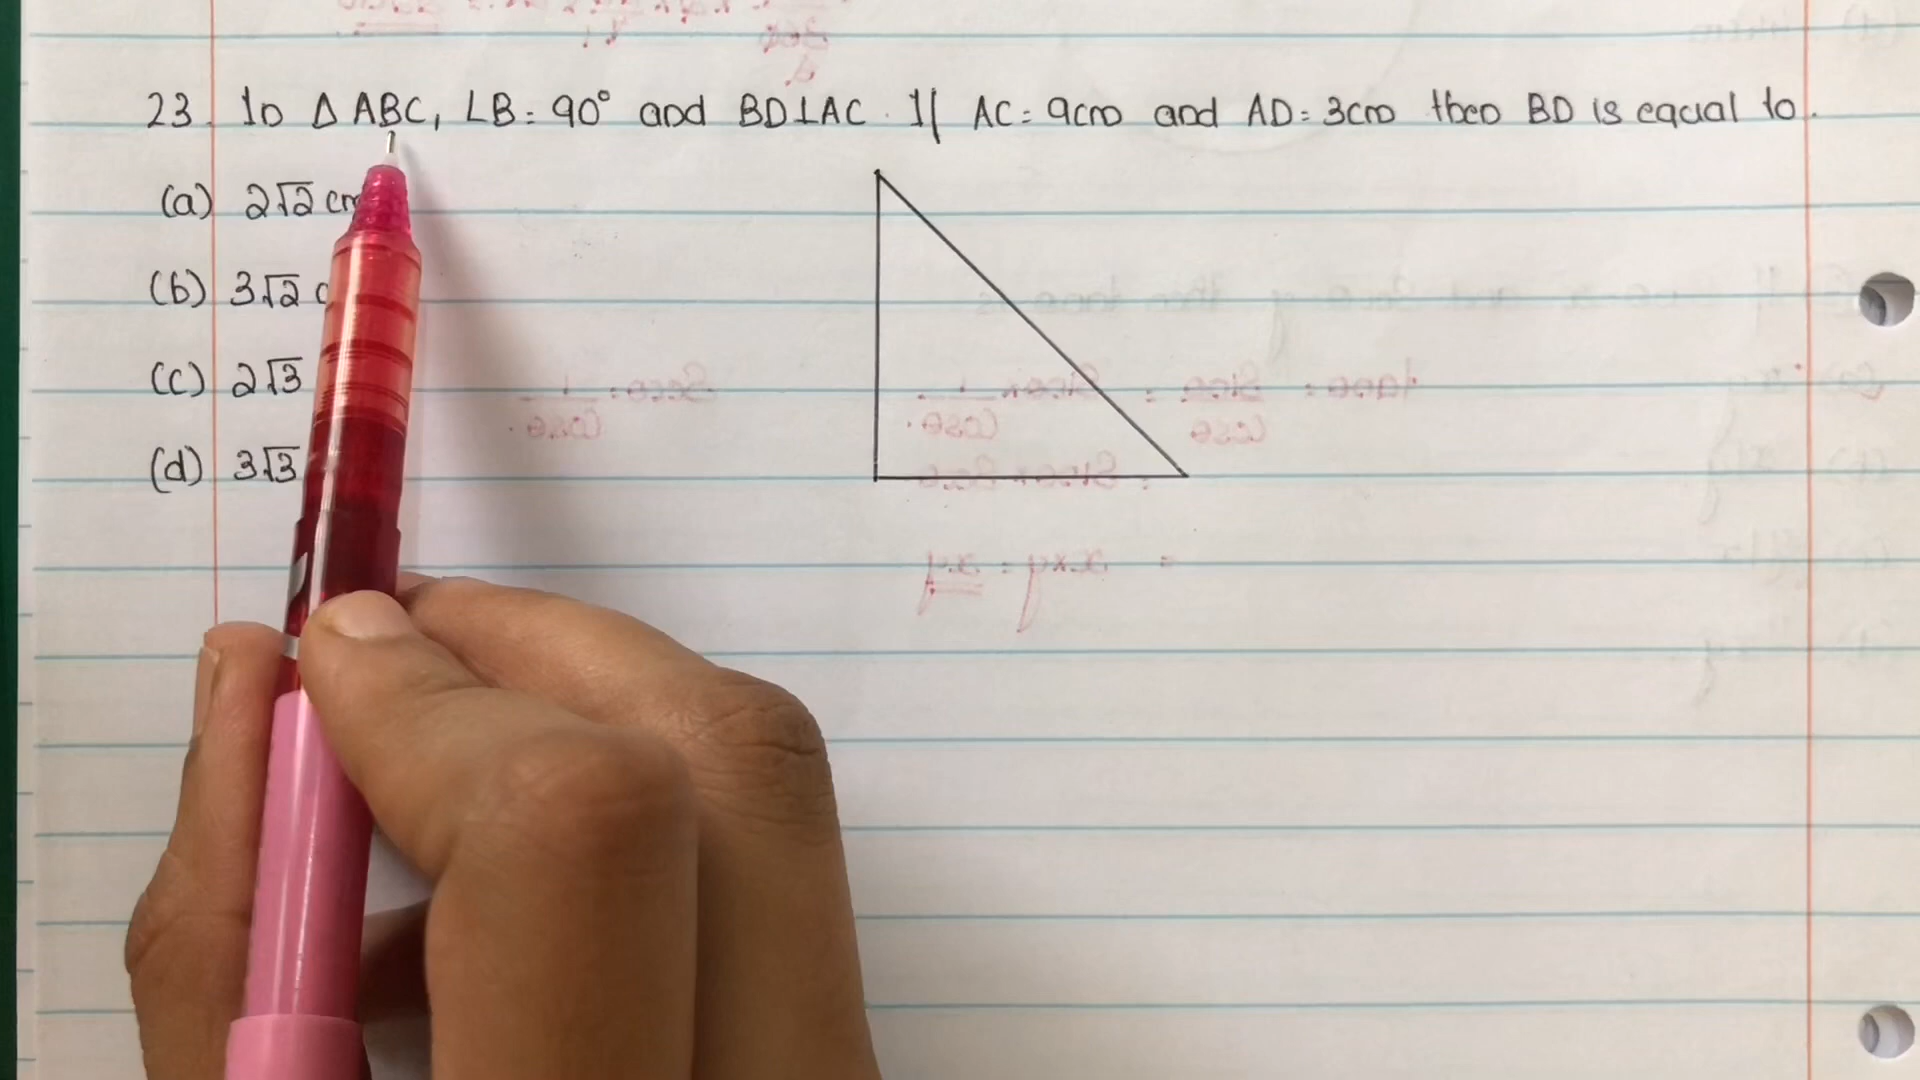 23. In △ ABC, ∠B = 90° and BD⊥AC. If AC = 9cm and AD = 3cm then BD is equal to.
(a) 2√2 cm
(b) 3√2
(c) 2√3
(d) 3√3